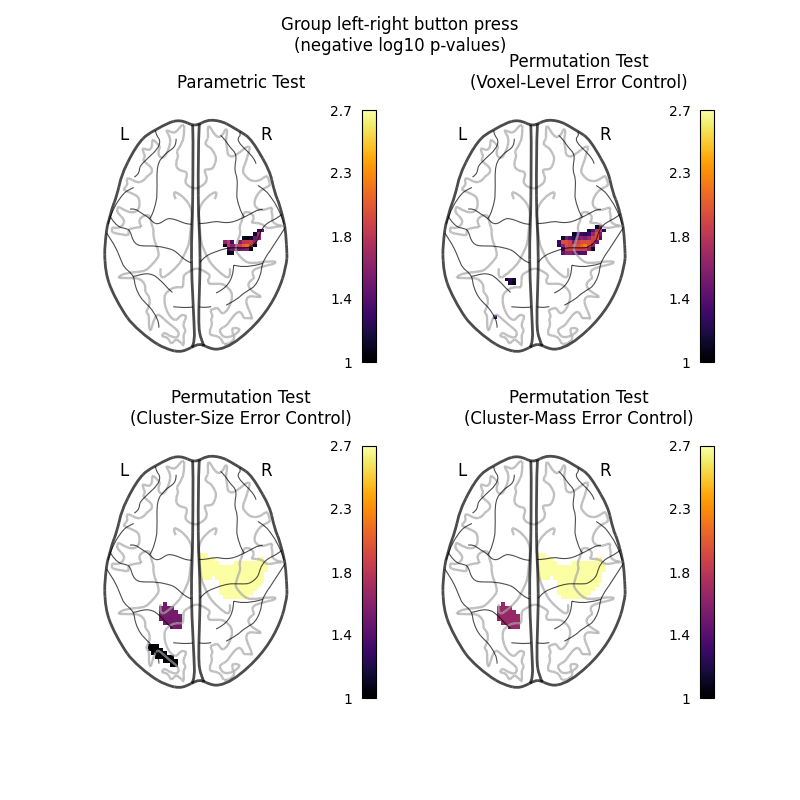 Group left-right button press
(negative log10 p-values)
Parametric Test
L
R
2.7
2.3
1.8
1.4
1
Permutation Test
(Voxel-Level Error Control)
L
R
2.7
2.3
1.8
1.4
1
Permutation Test
(Cluster-Size Error Control)
L
R
2.7
2.3
1.8
1.4
1
Permutation Test
(Cluster-Mass Error Control)
L
R
2.7
2.3
1.8
1.4
1